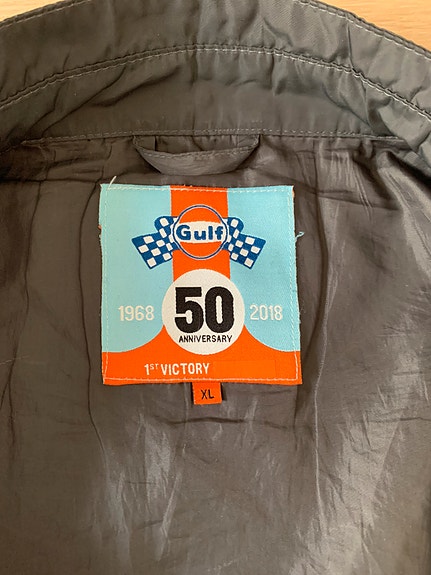 Gulf
1968 50 2018
ANNIVERSARY
1ST VICTORY
XL